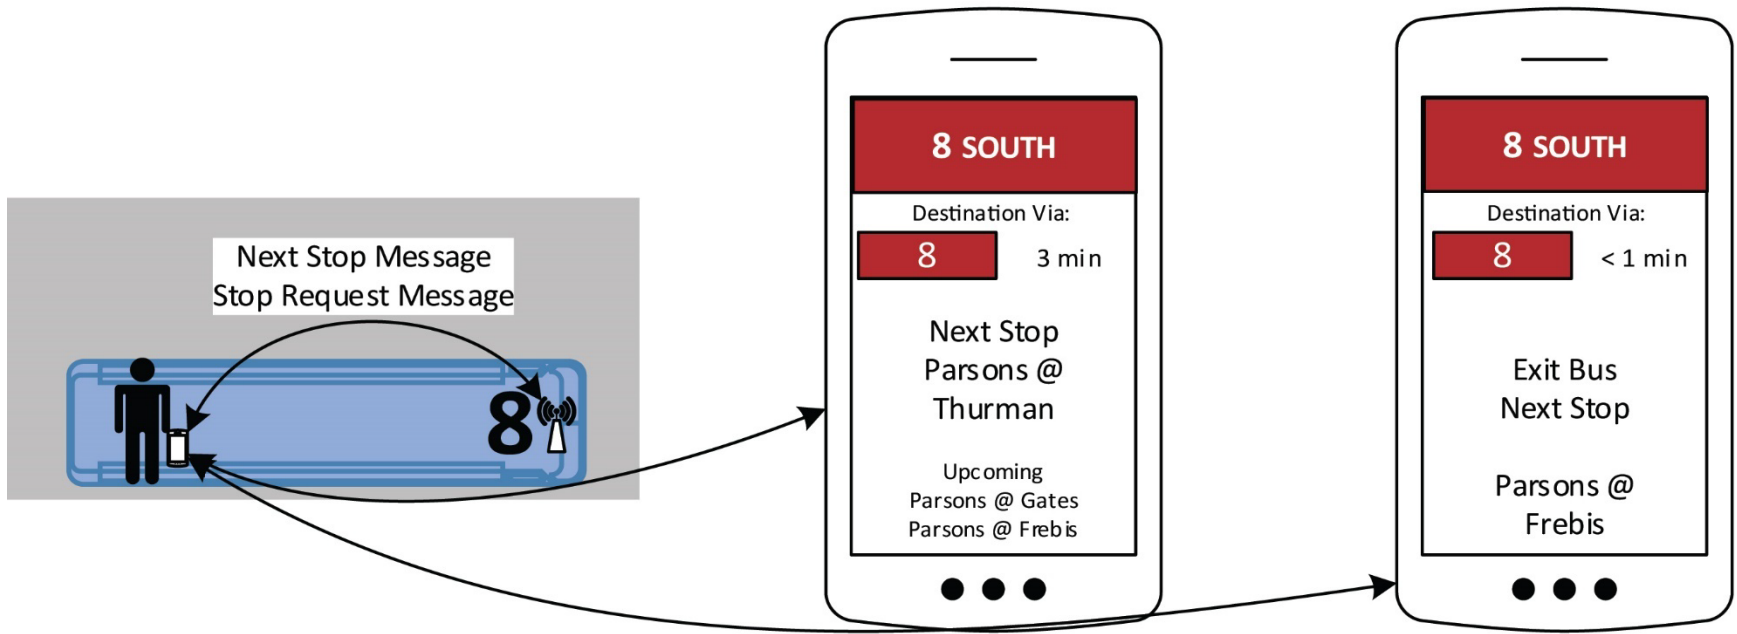 Next Stop Message
Stop Request Message
8
8 SOUTH
Destination Via:
8 3 min
Next Stop
Parsons @
Thurman
Upcoming
Parsons @ Gates
Parsons @ Frebis
8 SOUTH
Destination Via:
8 < 1 min
Exit Bus
Next Stop
Parsons @
Frebis